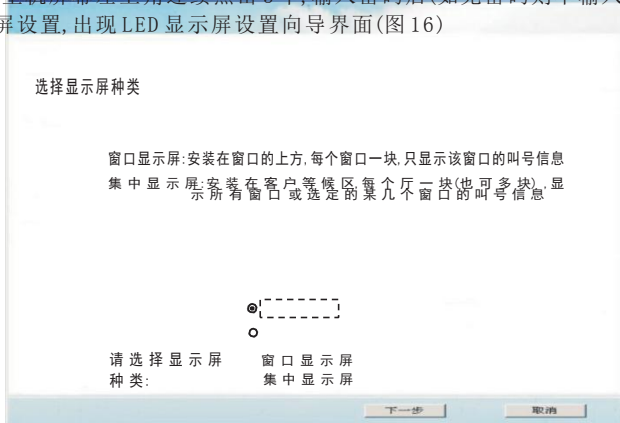 屏设置,出现LED显示屏设置向导界面(图16)
选择显示屏种类
窗口显示屏:安装在窗口的上方,每个窗口一块,只显示该窗口的叫号信息
集中显示屏:安装在客户等候区,每个厅一块(也可多块),显
示所有窗口或选定的某几个窗口的叫号信息
请选择显示屏 窗口显示屏
种类: 集中显示屏
下一步 取消